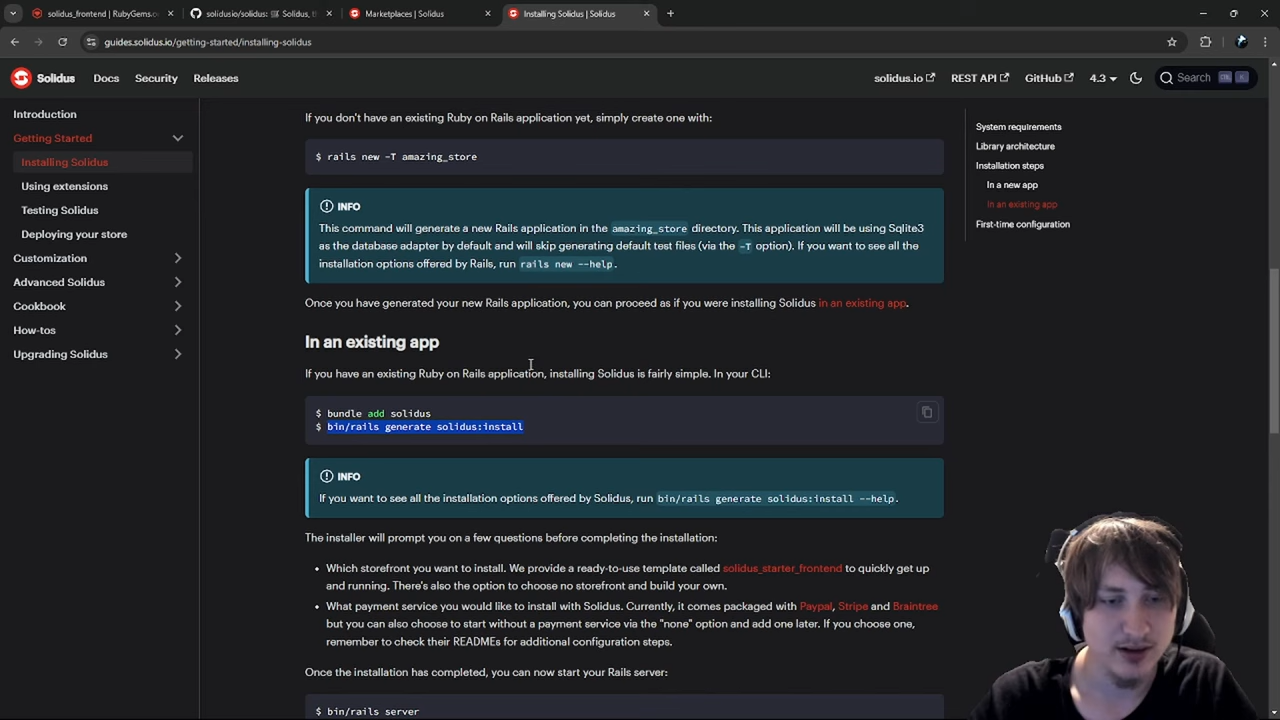 solidus_frontend | RubyGems.o
solidusio/solidus: Solidus, t
Marketplaces | Solidus
Installing Solidus | Solidus
guides.solidus.io/getting-started/installing-solidus
Solidus
Docs
Security
Releases
solidus.io
REST API
GitHub
4.3
Search
Introduction
Getting Started
Installing Solidus
Using extensions
Testing Solidus
Deploying your store
Customization
Advanced Solidus
Cookbook
How-tos
Upgrading Solidus
If you don't have an existing Ruby on Rails application yet, simply create one with:
$ rails new -T amazing_store
INFO
This command will generate a new Rails application in the amazing_store directory. This application will be using Sqlite3
as the database adapter by default and will skip generating default test files (via the -T option). If you want to see all the
installation options offered by Rails, run rails new --help.
Once you have generated your new Rails application, you can proceed as if you were installing Solidus in an existing app.
In an existing app
If you have an existing Ruby on Rails application, installing Solidus is fairly simple. In your CLI:
$ bundle add solidus
$ bin/rails generate solidus:install
INFO
If you want to see all the installation options offered by Solidus, run bin/rails generate solidus:install --help.
The installer will prompt you on a few questions before completing the installation:
• Which storefront you want to install. We provide a ready-to-use template called solidus_starter_frontend to quickly get up
and running. There's also the option to choose no storefront and build your own.
• What payment service you would like to install with Solidus. Currently, it comes packaged with Paypal, Stripe and Braintree
but you can also choose to start without a payment service via the "none" option and add one later. If you choose one,
remember to check their READMEs for additional configuration steps.
Once the installation has completed, you can now start your Rails server:
$ bin/rails server
System requirements
Library architecture
Installation steps
In a new app
In an existing app
First-time configuration